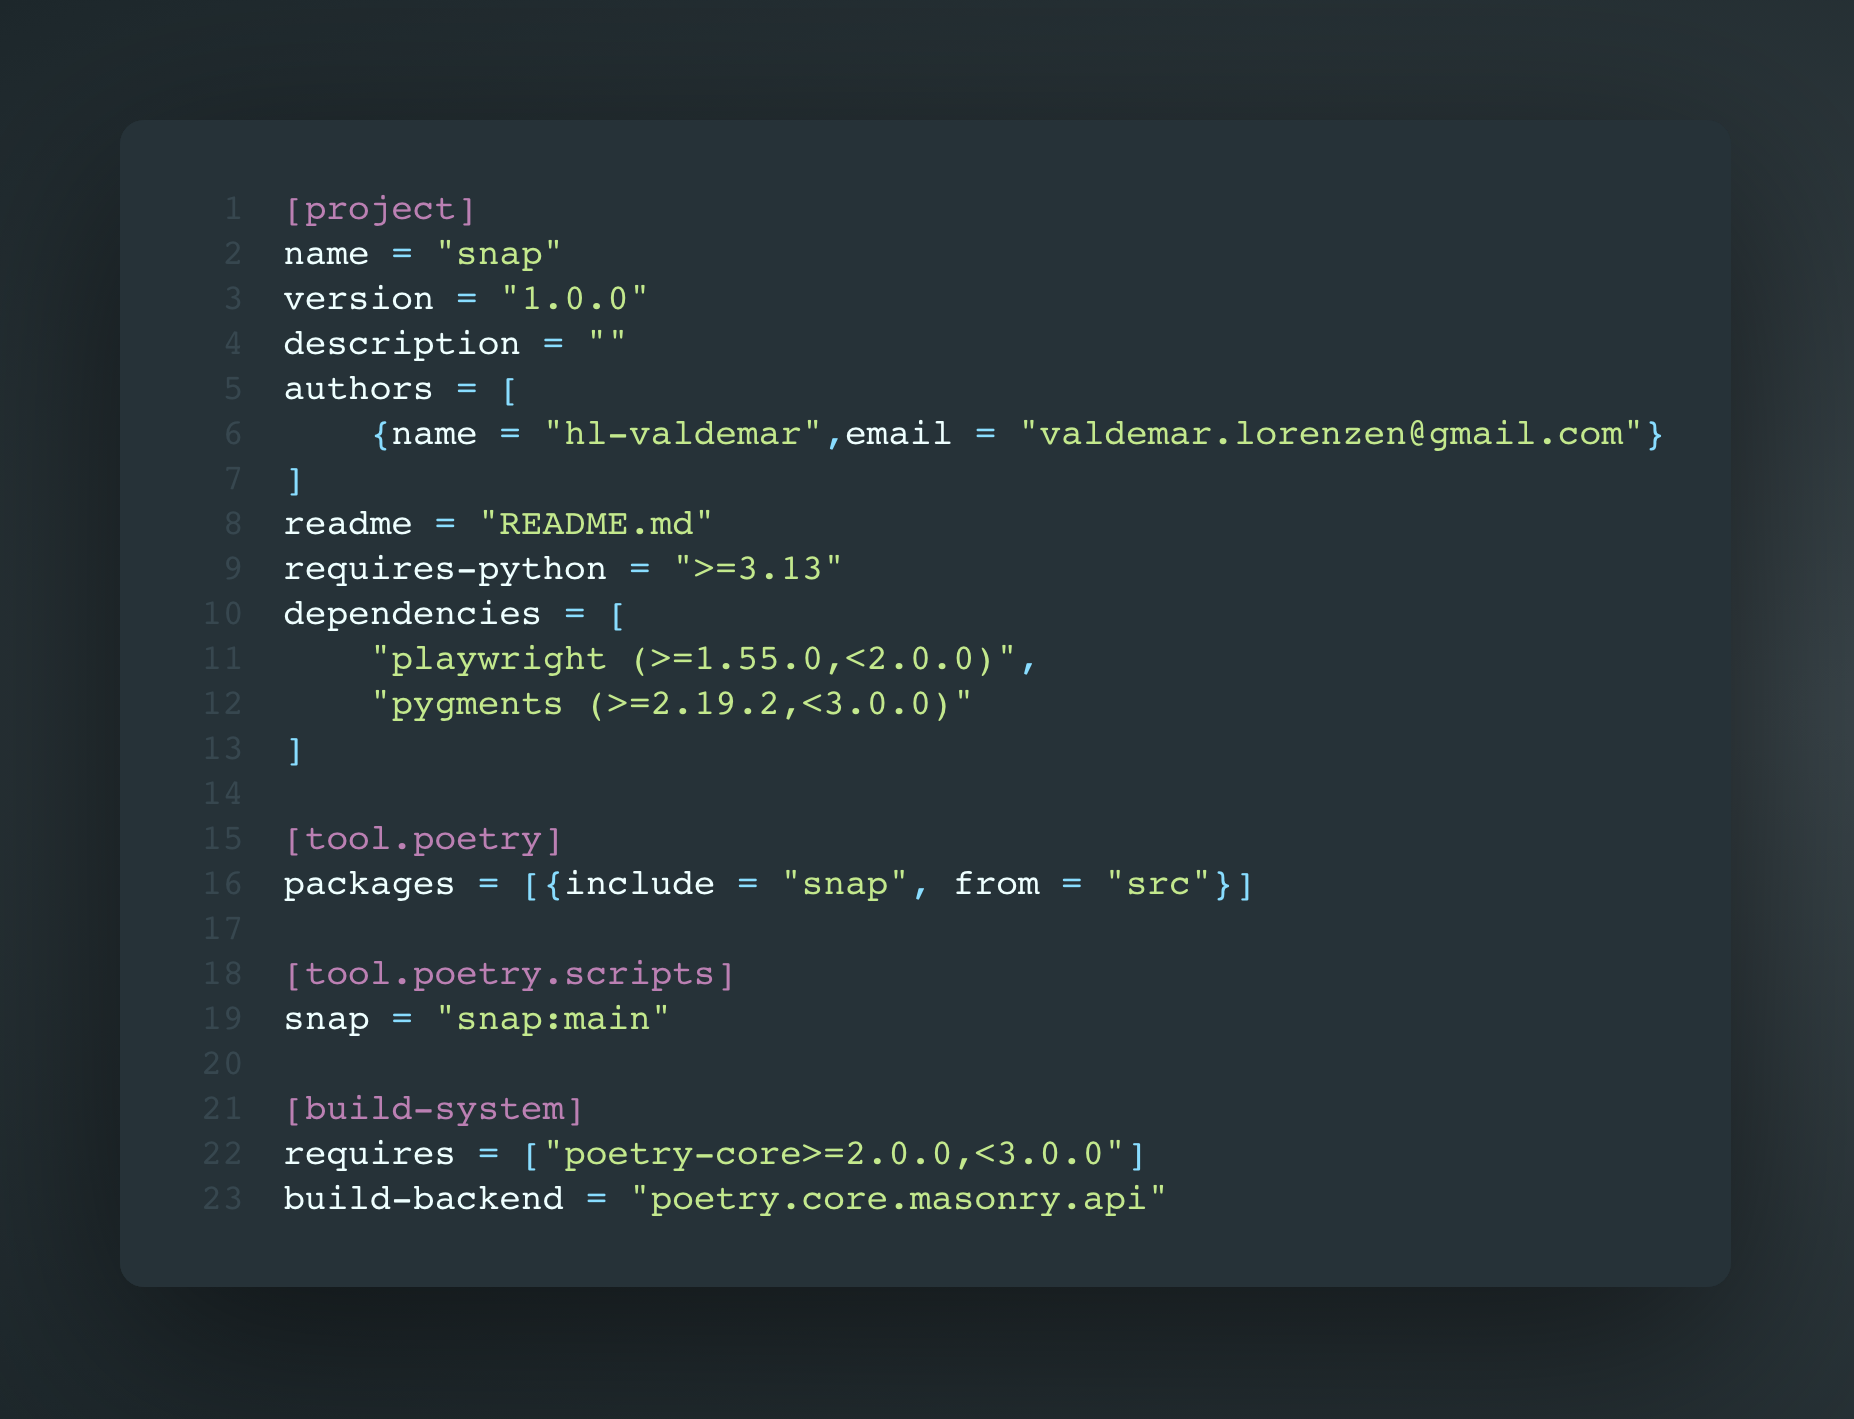 1 [project]
2 name = "snap"
3 version = "1.0.0"
4 description = ""
5 authors = [
6     {name = "hl-valdemar",email = "valdemar.lorenzen@gmail.com"}
7 ]
8 readme = "README.md"
9 requires-python = ">=3.13"
10 dependencies = [
11     "playwright (>=1.55.0,<2.0.0)",
12     "pygments (>=2.19.2,<3.0.0)"
13 ]
14
15 [tool.poetry]
16 packages = [{include = "snap", from = "src"}]
17
18 [tool.poetry.scripts]
19 snap = "snap:main"
20
21 [build-system]
22 requires = ["poetry-core>=2.0.0,<3.0.0"]
23 build-backend = "poetry.core.masonry.api"